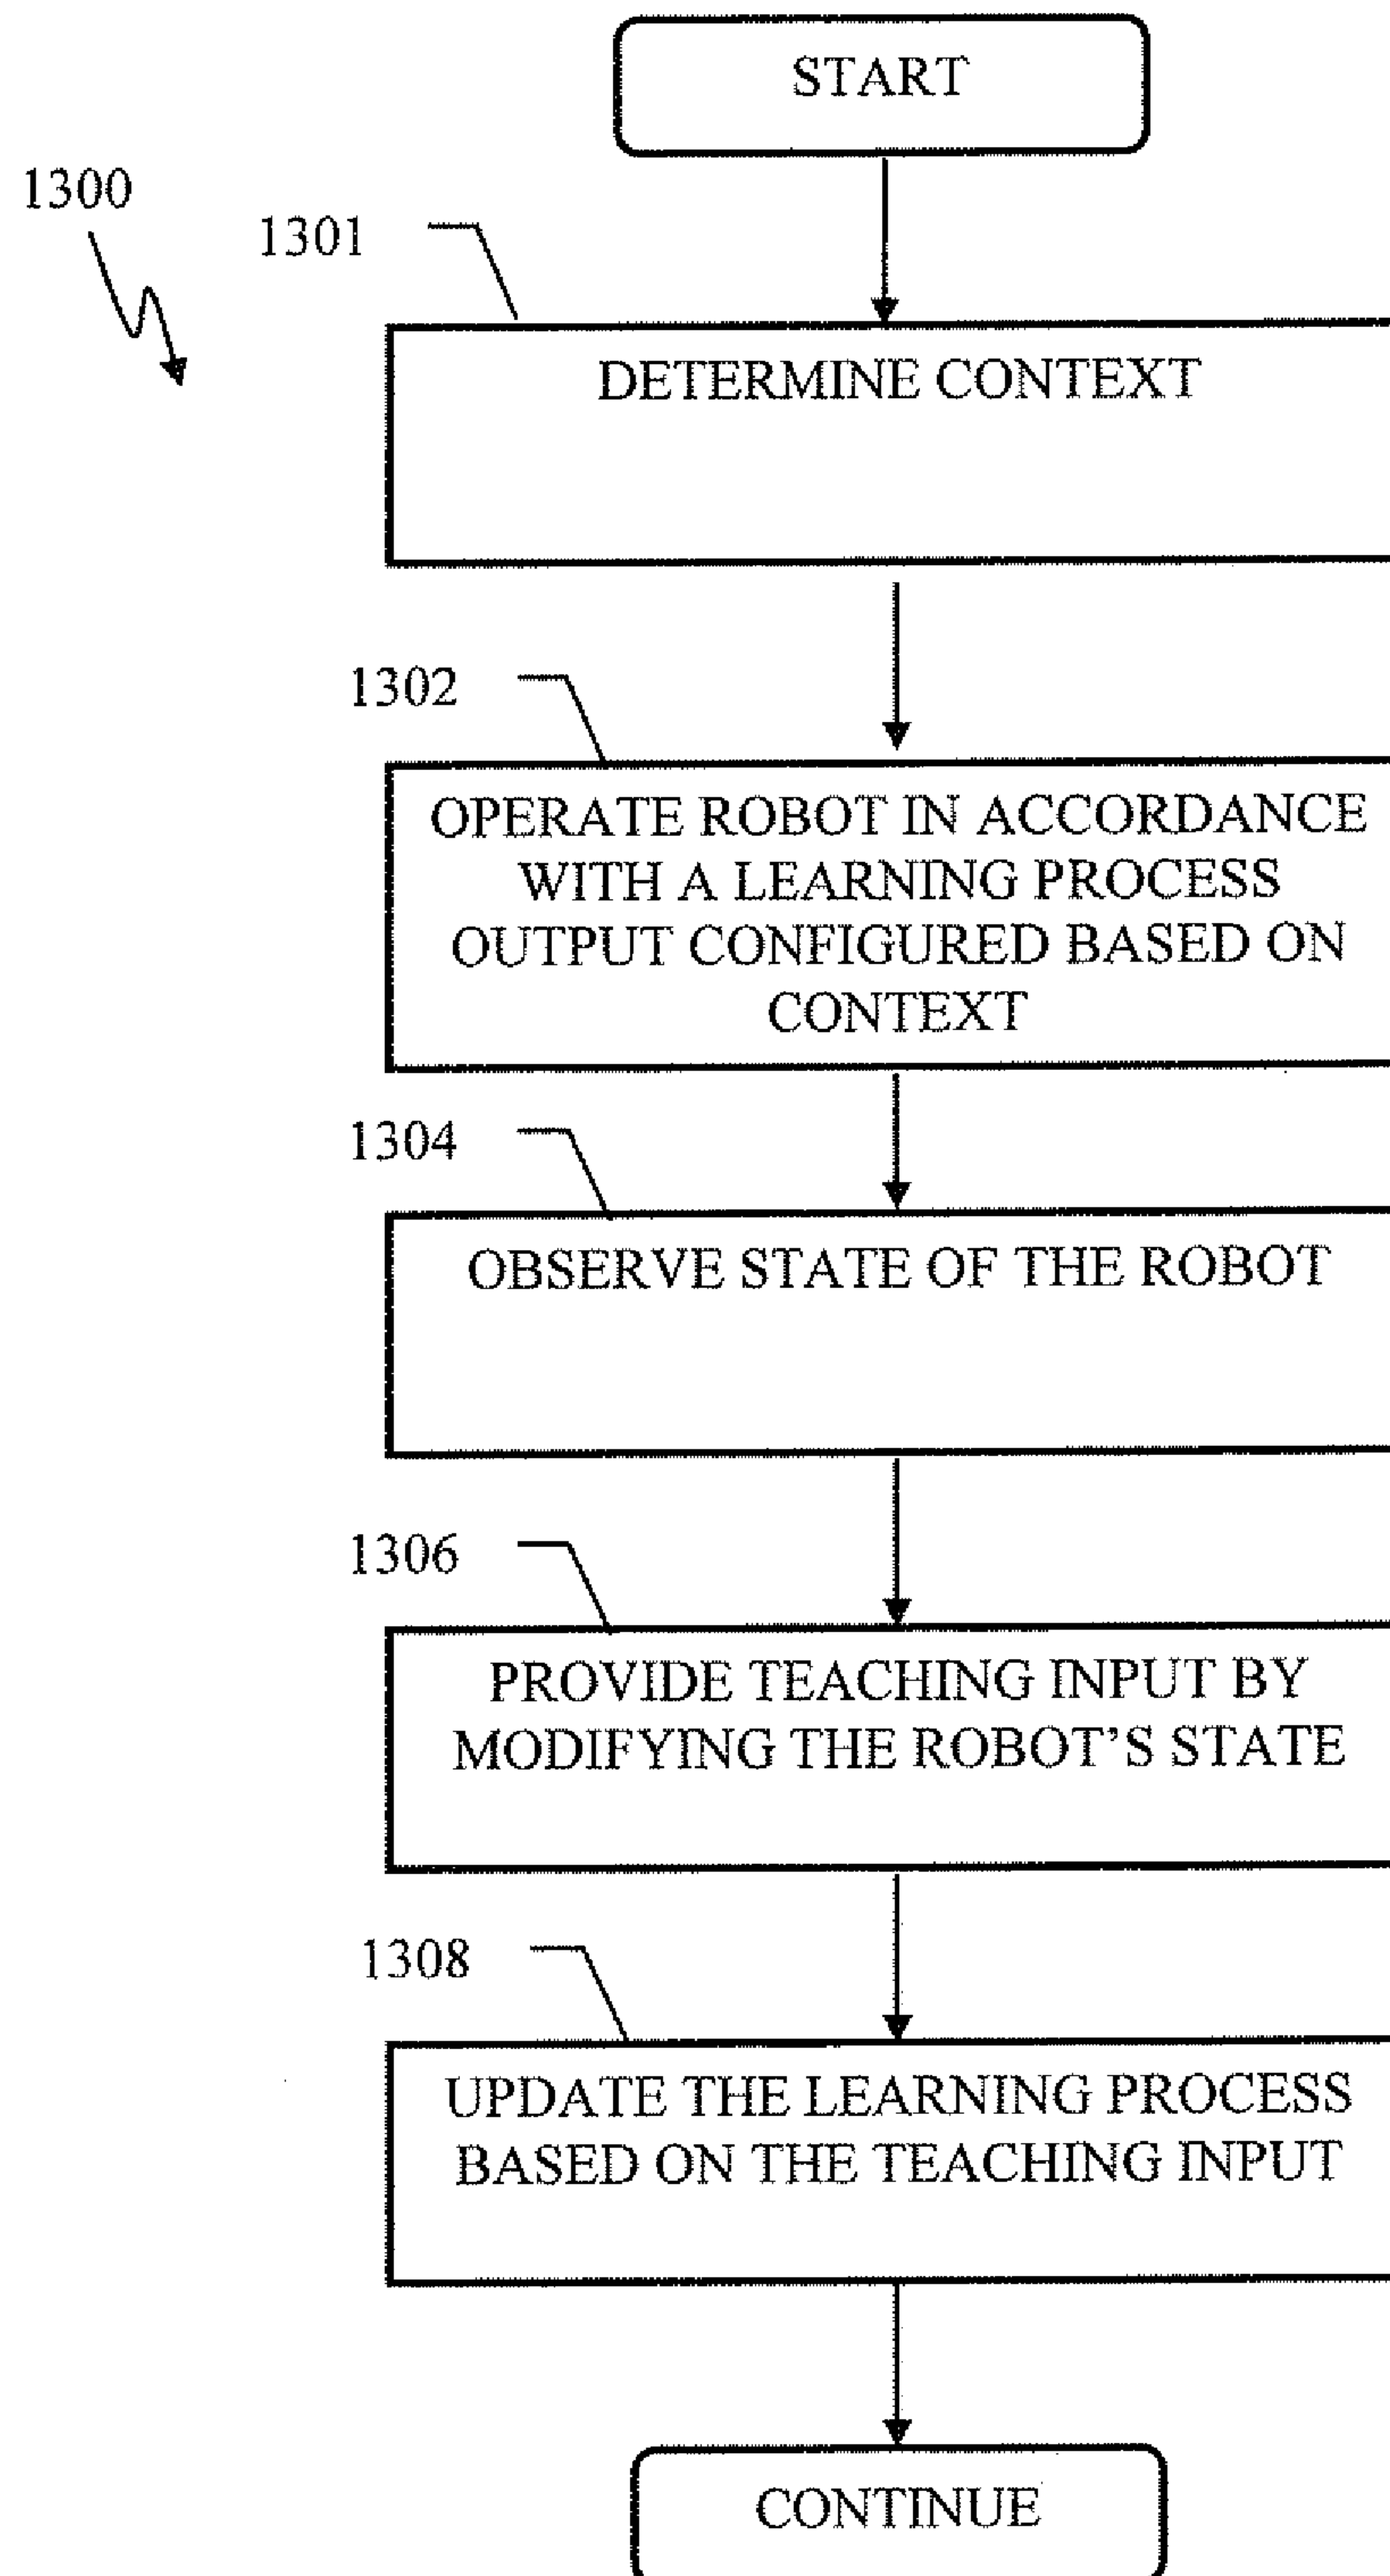 START
1300
1301
DETERMINE CONTEXT
1302
OPERATE ROBOT IN ACCORDANCE
WITH A LEARNING PROCESS
OUTPUT CONFIGURED BASED ON
CONTEXT
1304
OBSERVE STATE OF THE ROBOT
1306
PROVIDE TEACHING INPUT BY
MODIFYING THE ROBOT’S STATE
1308
UPDATE THE LEARNING PROCESS
BASED ON THE TEACHING INPUT
CONTINUE